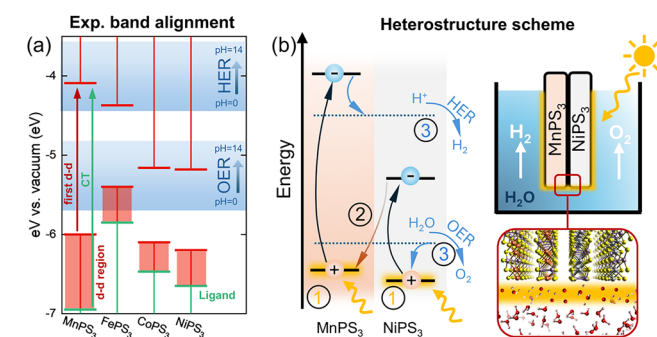 Exp. band alignment
Heterostructure scheme
(a)
eV vs. vacuum (eV)
-4
-5
-6
-7
pH=14
HER
pH=0
pH=14
OER
pH=0
first d-d
CT
d-d region
Ligand
MnPS₃
FePS₃
CoPS₃
NiPS₃
(b)
Energy
H⁺
HER
H₂
3
2
H₂O
OER
3
O₂
1
1
MnPS₃
NiPS₃
-
-
+
+
MnPS₃
NiPS₃
H₂
O₂
H₂O